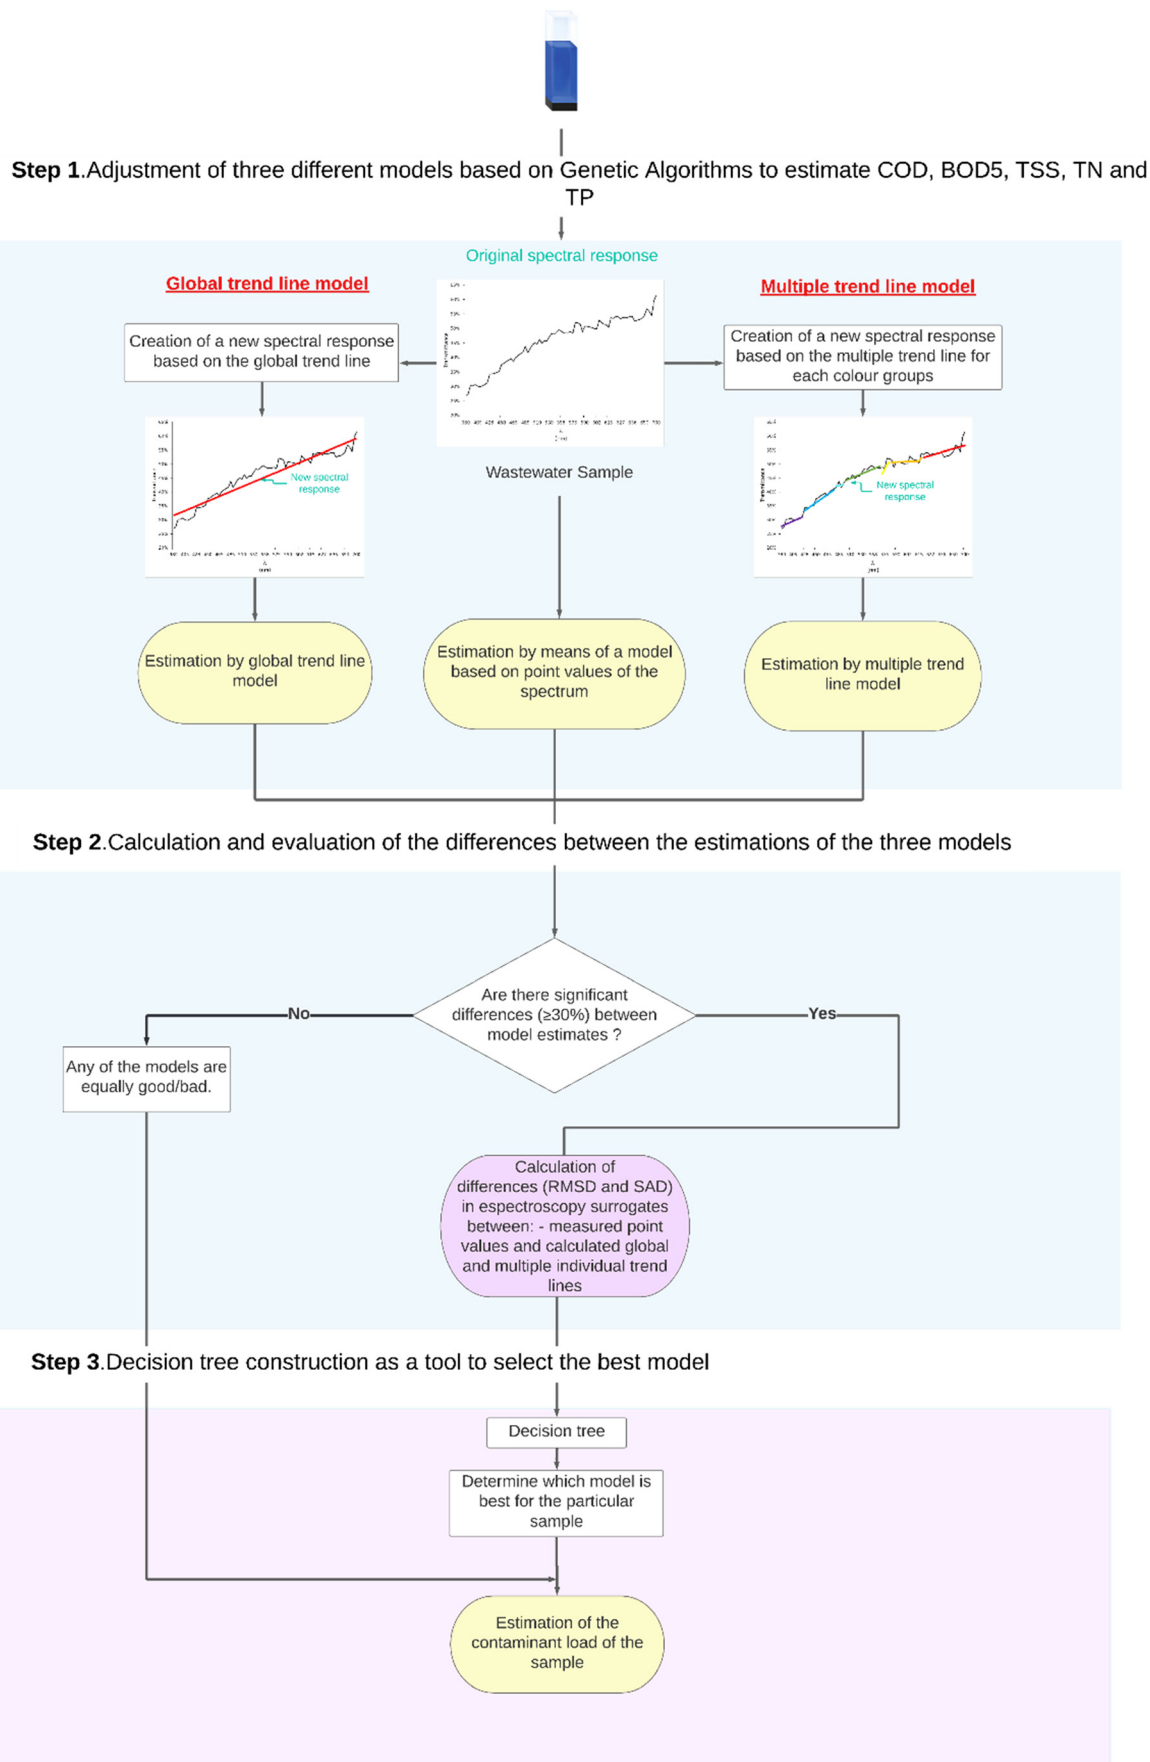 Step 1.Adjustment of three different models based on Genetic Algorithms to estimate COD, BOD5, TSS, TN and
TP
Original spectral response
Global trend line model
Multiple trend line model
Creation of a new spectral response
based on the global trend line
Creation of a new spectral response
based on the multiple trend line for
each colour groups
New spectral
response
Wastewater Sample
New spectral
response
Estimation by global trend line
model
Estimation by means of a model
based on point values of the
spectrum
Estimation by multiple trend
line model
Step 2.Calculation and evaluation of the differences between the estimations of the three models
Are there significant
differences (≥30%) between
model estimates ?
No
Yes
Any of the models are
equally good/bad.
Calculation of
differences (RMSD and SAD)
in espectroscopy surrogates
between: - measured point
values and calculated global
and multiple individual trend
lines
Step 3.Decision tree construction as a tool to select the best model
Decision tree
Determine which model is
best for the particular
sample
Estimation of the
contaminant load of the
sample